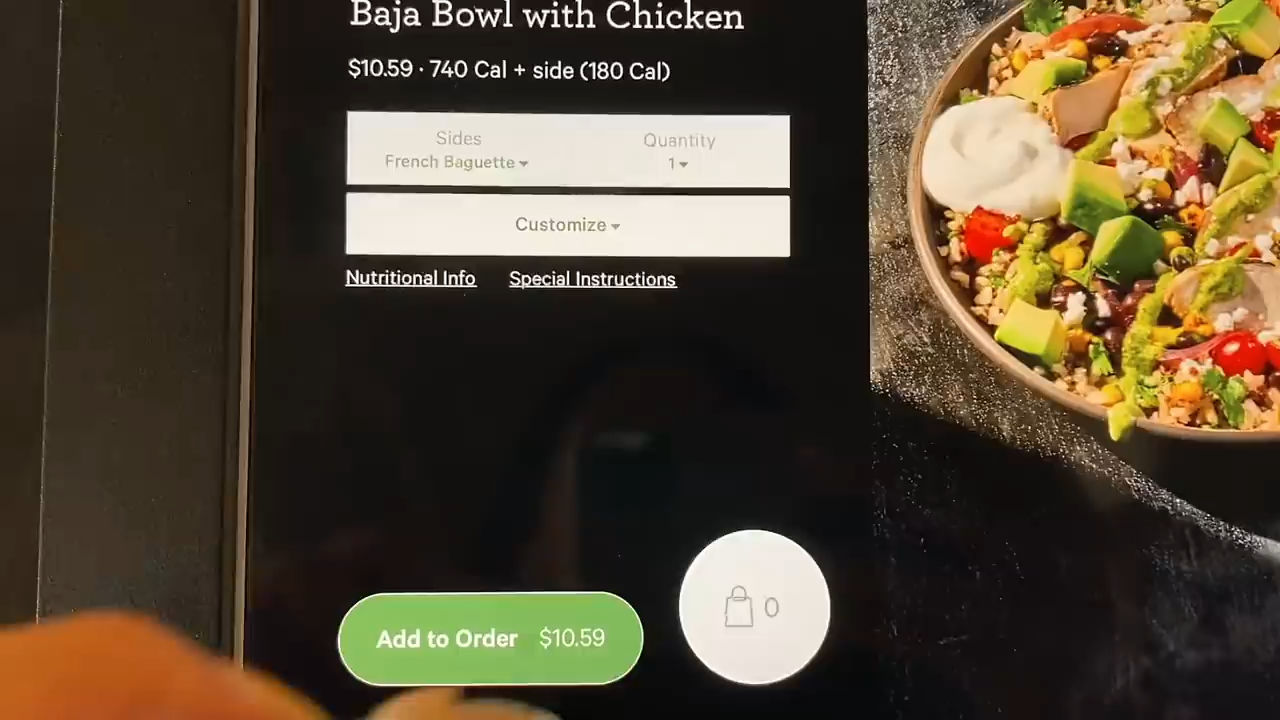 Baja Bowl with Chicken
$10.59 · 740 Cal + side (180 Cal)
Sides
French Baguette
Quantity
1
Customize
Nutritional Info
Special Instructions
Add to Order $10.59
0